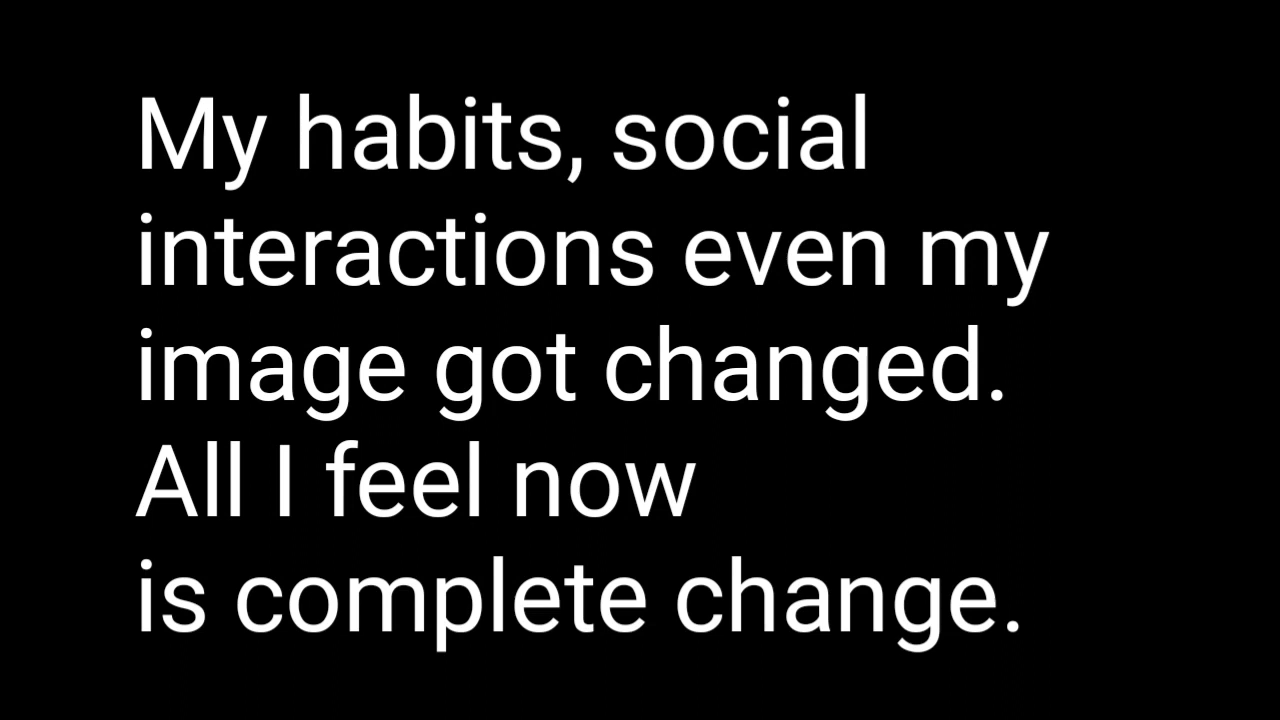 My habits, social
interactions even my
image got changed.
All I feel now
is complete change.